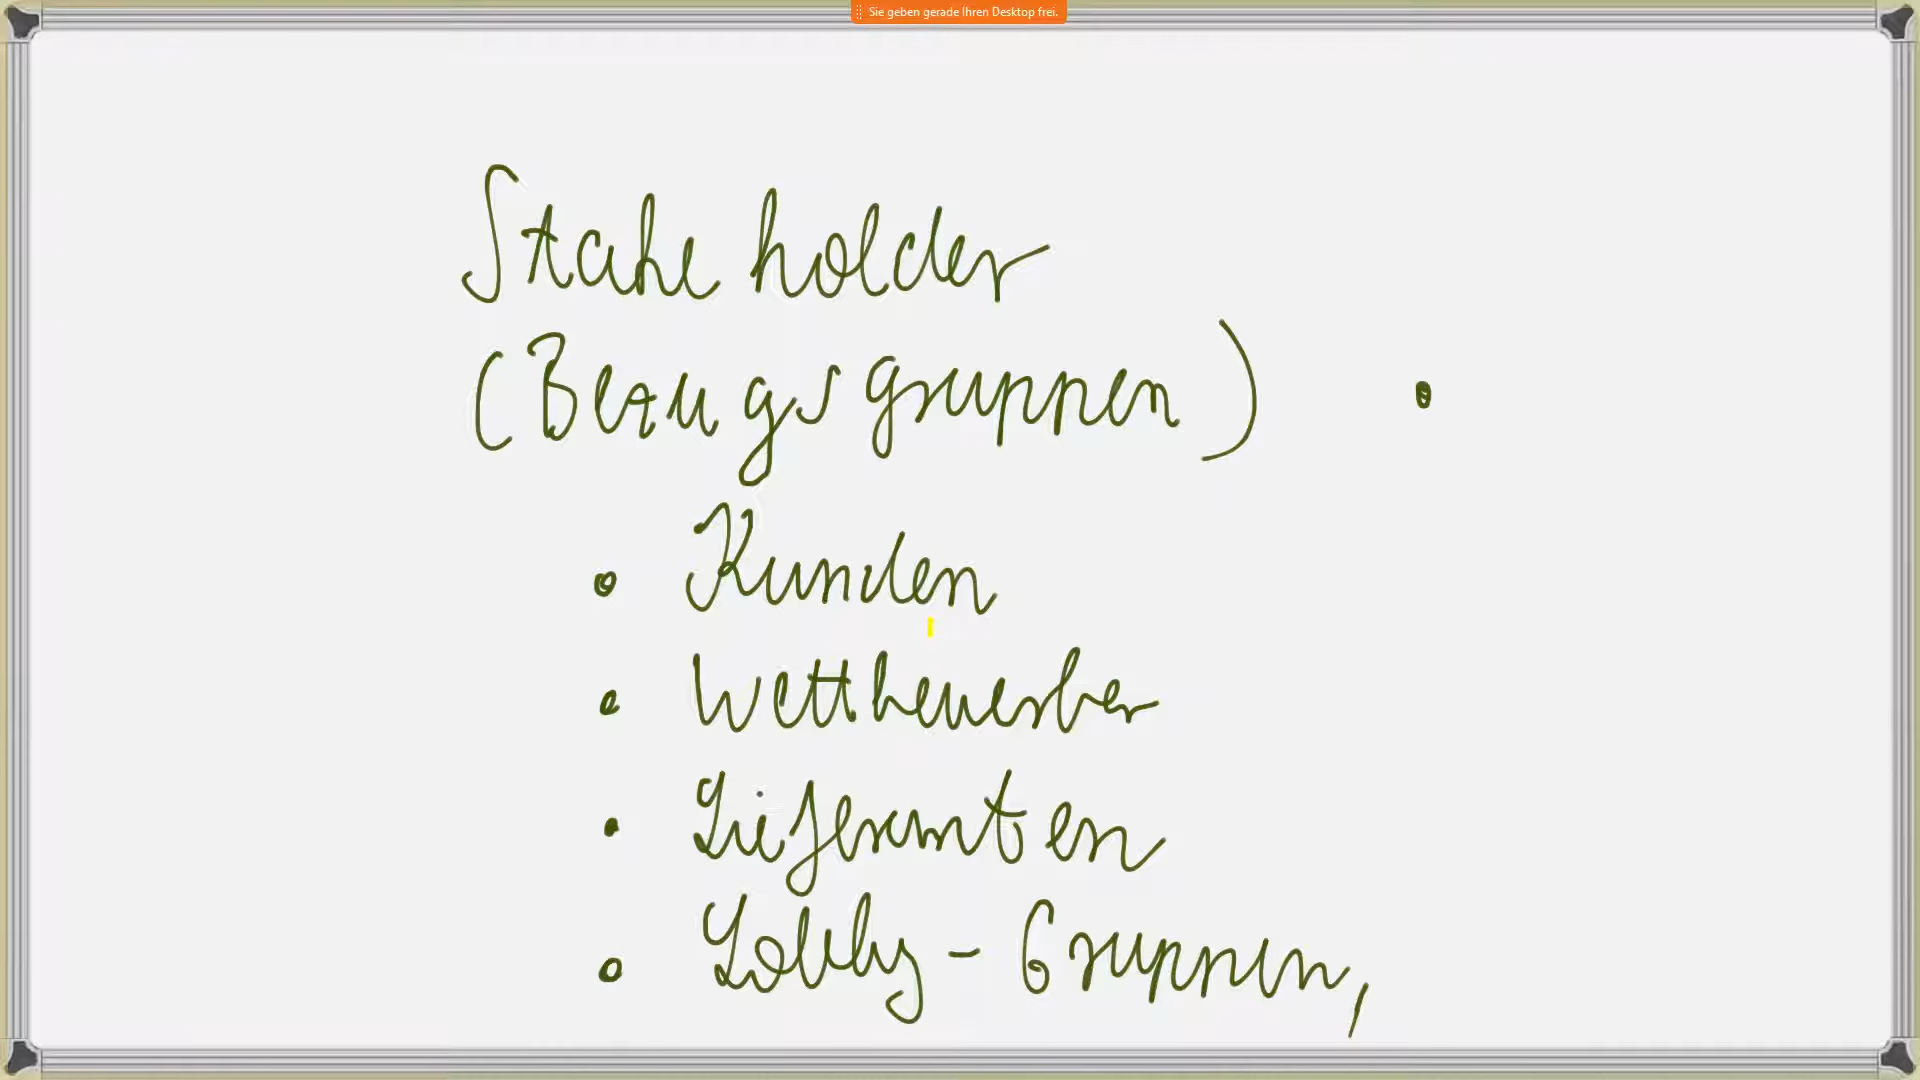 Sie geben gerade Ihren Desktop frei.
Stakeholder
(Bezugsgruppen) •
• Kunden
• Wettbewerber
• Lieferanten
• Lobby-Gruppen,